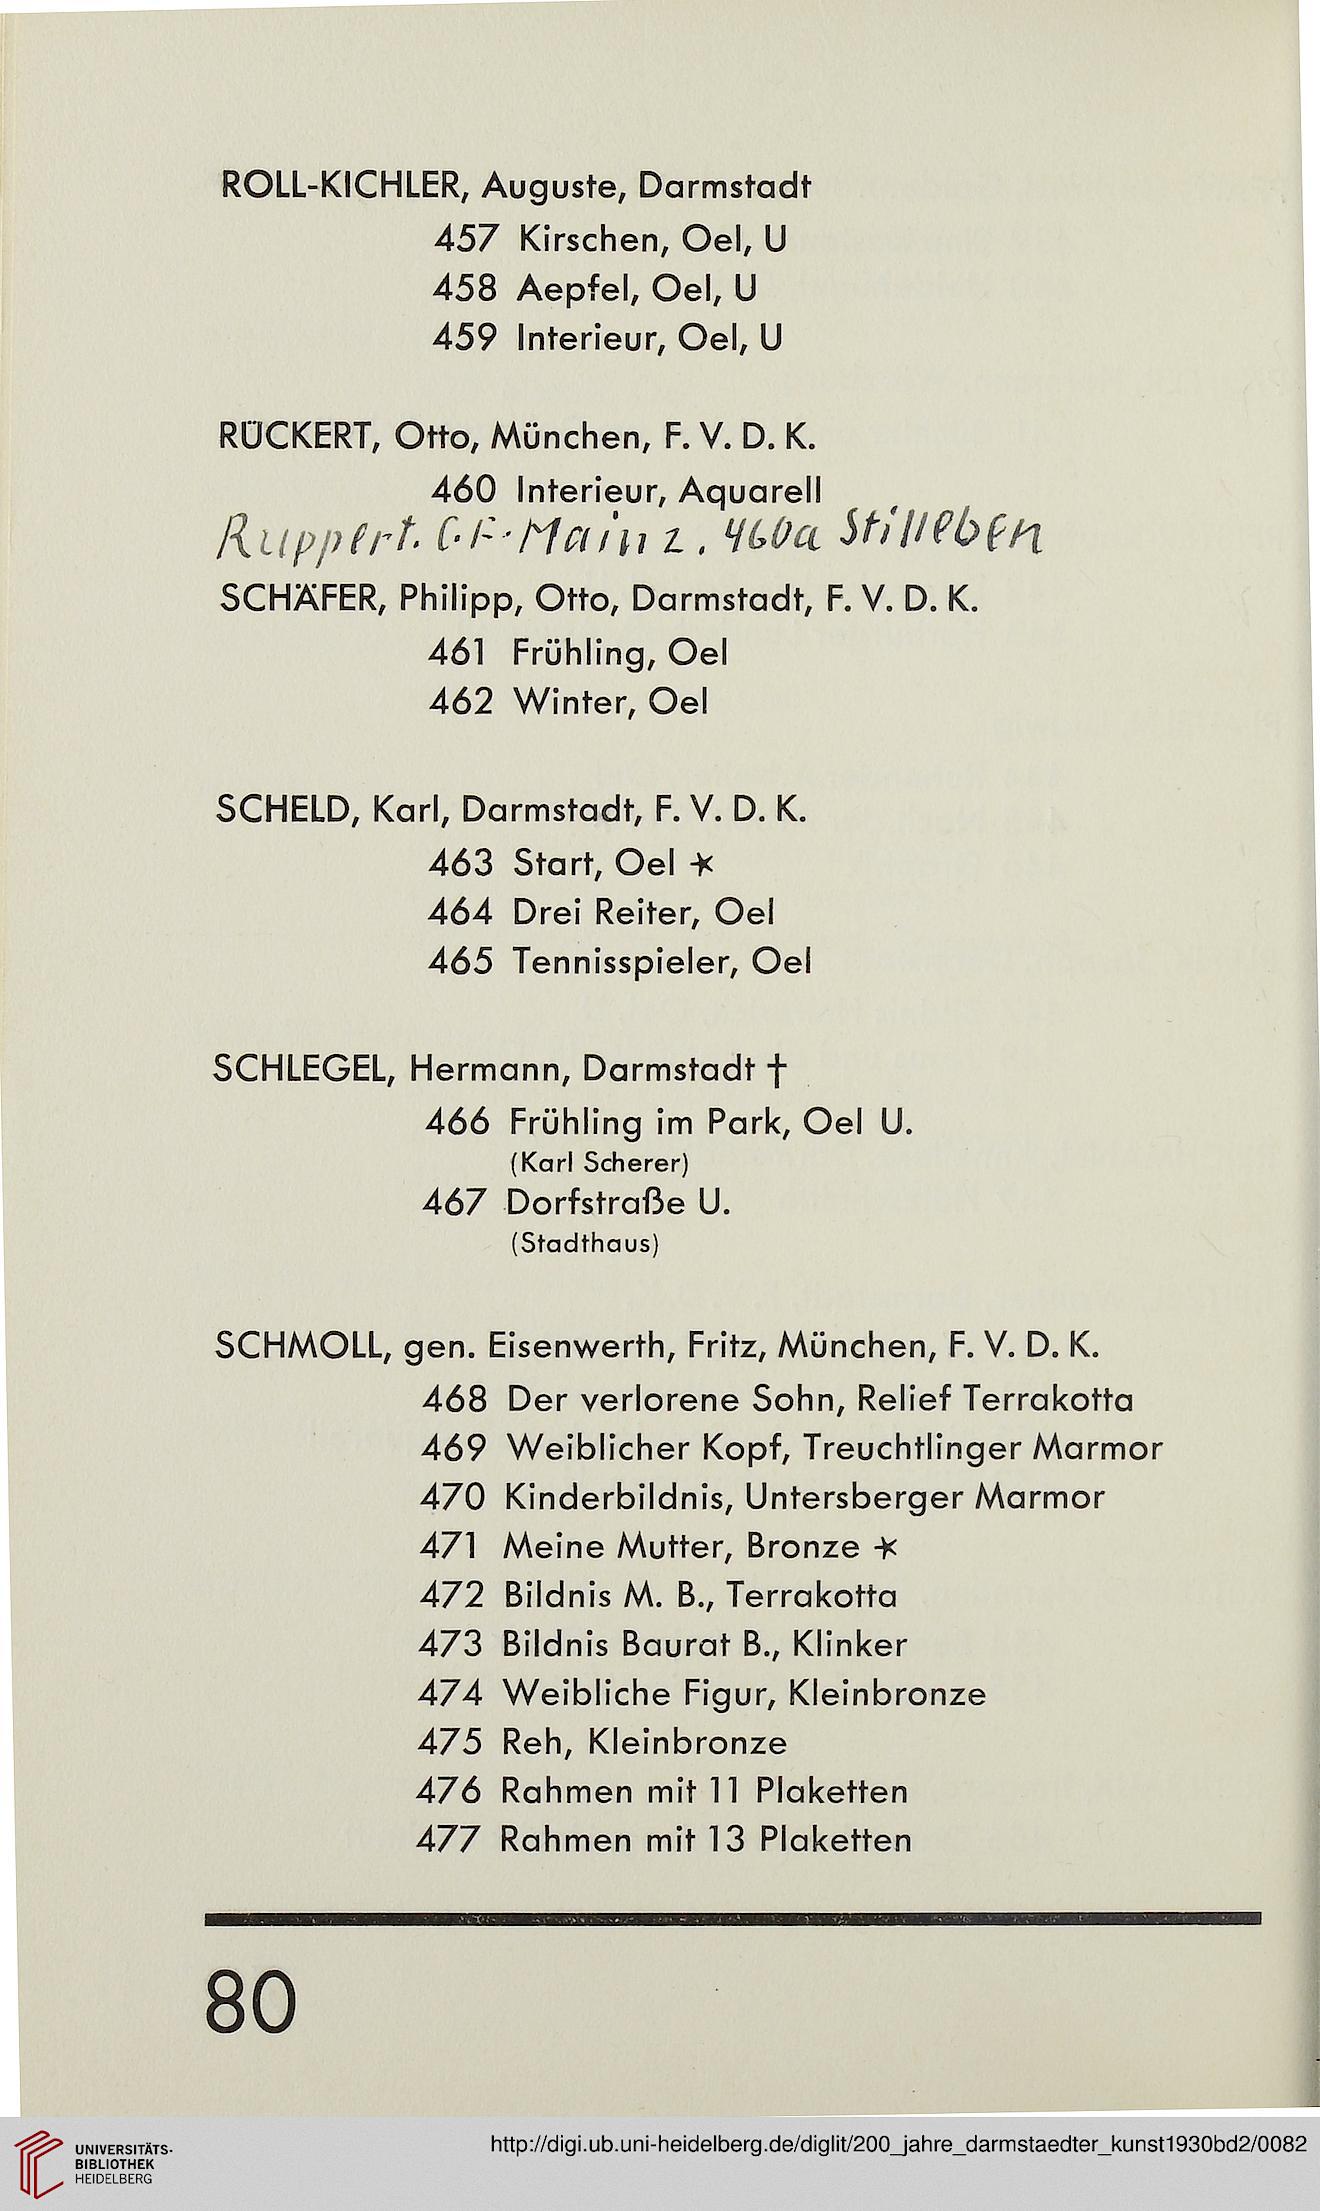 ROLL-KICHLER, Auguste, Darmstadt
457 Kirschen, Oel, U
458 Aepfel, Oel, U
459 Interieur, Oel, U
RÜCKERT, Otto, München, F. V. D. K.
460 Interieur, Aquarell
Ruppert. C. F. Mainz. 460a Stilleben
SCHÄFER, Philipp, Otto, Darmstadt, F. V. D. K.
461 Frühling, Oel
462 Winter, Oel
SCHELD, Karl, Darmstadt, F. V. D. K.
463 Start, Oel ★
464 Drei Reiter, Oel
465 Tennisspieler, Oel
SCHLEGEL, Hermann, Darmstadt †
466 Frühling im Park, Oel U.
(Karl Scherer)
467 Dorfstraße U.
(Stadthaus)
SCHMOLL, gen. Eisenwerth, Fritz, München, F. V. D. K.
468 Der verlorene Sohn, Relief Terrakotta
469 Weiblicher Kopf, Treuchtlinger Marmor
470 Kinderbildnis, Untersberger Marmor
471 Meine Mutter, Bronze ★
472 Bildnis M. B., Terrakotta
473 Bildnis Baurat B., Klinker
474 Weibliche Figur, Kleinbronze
475 Reh, Kleinbronze
476 Rahmen mit 11 Plaketten
477 Rahmen mit 13 Plaketten
80
UNIVERSITÄTS-
BIBLIOTHEK
HEIDELBERG
http://digi.ub.uni-heidelberg.de/diglit/200_jahre_darmstaedter_kunst1930bd2/0082